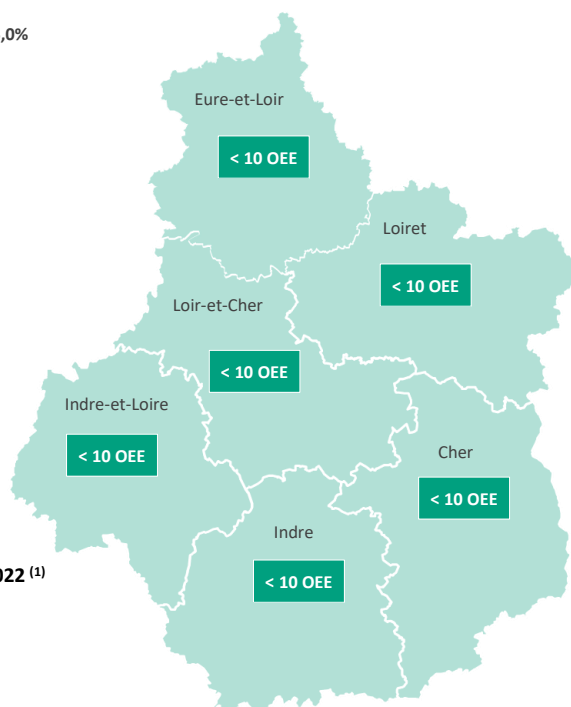 ,0%
Eure-et-Loir
< 10 OEE
Loiret
< 10 OEE
Loir-et-Cher
< 10 OEE
Indre-et-Loire
< 10 OEE
Cher
< 10 OEE
Indre
< 10 OEE
022 (1)